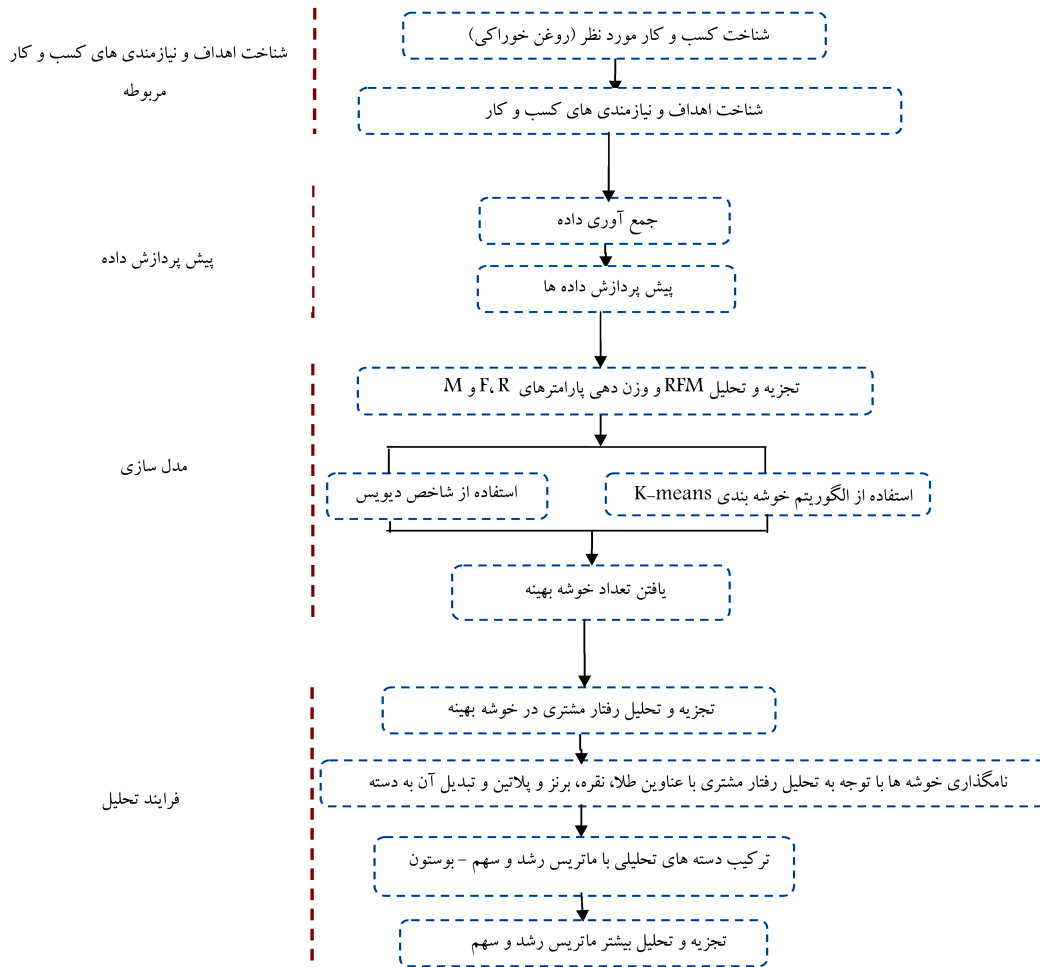 شناخت کسب و کار مورد نظر (روغن خوراکی)
شناخت اهداف و نیازمندی های کسب و کار
مربوطه
شناخت اهداف و نیازمندی های کسب و کار
جمع آوری داده
پیش پردازش داده
پیش پردازش داده ها
تجزیه و تحلیل RFM و وزن دهی پارامترهای F، R و M
مدل سازی
استفاده از الگوریتم خوشه بندی K-means
استفاده از شاخص دیویس
یافتن تعداد خوشه بهینه
تجزیه و تحلیل رفتار مشتری در خوشه بهینه
نامگذاری خوشه ها با توجه به تحلیل رفتار مشتری با عناوین طلا، نقره، برنز و پلاتین و تبدیل آن به دسته
فرایند تحلیل
ترکیب دسته های تحلیلی با ماتریس رشد و سهم - بوستون
تجزیه و تحلیل بیشتر ماتریس رشد و سهم